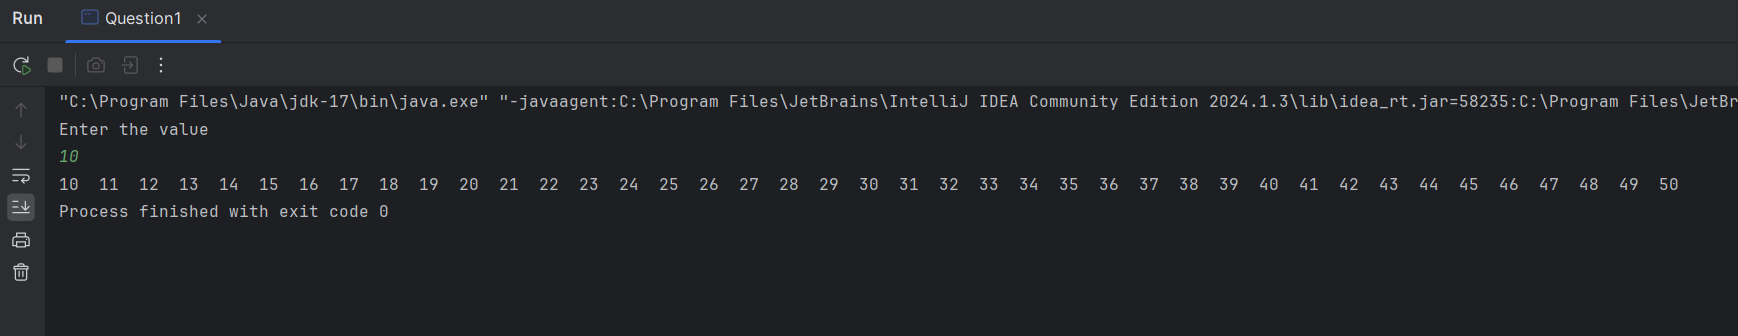 Run Question1
"C:\Program Files\Java\jdk-17\bin\java.exe" "-javaagent:C:\Program Files\JetBrains\IntelliJ IDEA Community Edition 2024.1.3\lib\idea_rt.jar=58235:C:\Program Files\JetBr
Enter the value
10
10 11 12 13 14 15 16 17 18 19 20 21 22 23 24 25 26 27 28 29 30 31 32 33 34 35 36 37 38 39 40 41 42 43 44 45 46 47 48 49 50
Process finished with exit code 0